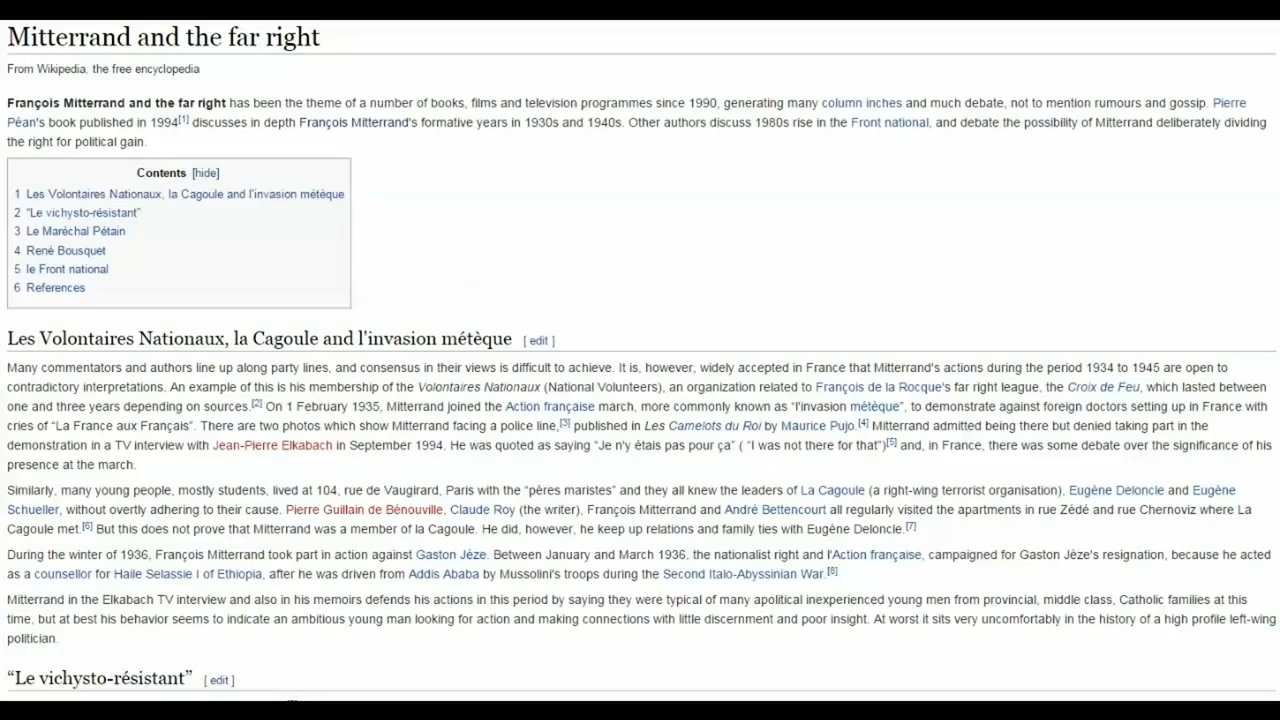 Mitterrand and the far right
From Wikipedia, the free encyclopedia
François Mitterrand and the far right has been the theme of a number of books, films and television programmes since 1990, generating many column inches and much debate, not to mention rumours and gossip. Pierre
Péan's book published in 1994[1] discusses in depth François Mitterrand's formative years in 1930s and 1940s. Other authors discuss 1980s rise in the Front national, and debate the possibility of Mitterrand deliberately dividing
the right for political gain.
Contents [hide]
1 Les Volontaires Nationaux, la Cagoule and l'invasion métèque
2 "Le vichysto-résistant"
3 Le Maréchal Pétain
4 René Bousquet
5 le Front national
6 References
Les Volontaires Nationaux, la Cagoule and l'invasion métèque [ edit ]
Many commentators and authors line up along party lines, and consensus in their views is difficult to achieve. It is, however, widely accepted in France that Mitterrand's actions during the period 1934 to 1945 are open to
contradictory interpretations. An example of this is his membership of the Volontaires Nationaux (National Volunteers), an organization related to François de la Rocque's far right league, the Croix de Feu, which lasted between
one and three years depending on sources.[2] On 1 February 1935, Mitterrand joined the Action française march, more commonly known as "l'invasion métèque", to demonstrate against foreign doctors setting up in France with
cries of "La France aux Français". There are two photos which show Mitterrand facing a police line,[3] published in Les Camelots du Roi by Maurice Pujo.[4] Mitterrand admitted being there but denied taking part in the
demonstration in a TV interview with Jean-Pierre Elkabach in September 1994. He was quoted as saying "Je n'y étais pas pour ça" ( "I was not there for that")[5] and, in France, there was some debate over the significance of his
presence at the march.
Similarly, many young people, mostly students, lived at 104, rue de Vaugirard, Paris with the "pères maristes" and they all knew the leaders of La Cagoule (a right-wing terrorist organisation), Eugène Deloncle and Eugène
Schueller, without overtly adhering to their cause. Pierre Guillain de Bénouville, Claude Roy (the writer), François Mitterrand and André Bettencourt all regularly visited the apartments in rue Zédé and rue Chernoviz where La
Cagoule met.[6] But this does not prove that Mitterrand was a member of la Cagoule. He did, however, he keep up relations and family ties with Eugène Deloncle.[7]
During the winter of 1936, François Mitterrand took part in action against Gaston Jèze. Between January and March 1936, the nationalist right and l'Action française, campaigned for Gaston Jèze's resignation, because he acted
as a counsellor for Haile Selassie I of Ethiopia, after he was driven from Addis Ababa by Mussolini's troops during the Second Italo-Abyssinian War.[8]
Mitterrand in the Elkabach TV interview and also in his memoirs defends his actions in this period by saying they were typical of many apolitical inexperienced young men from provincial, middle class, Catholic families at this
time, but at best his behavior seems to indicate an ambitious young man looking for action and making connections with little discernment and poor insight. At worst it sits very uncomfortably in the history of a high profile left-wing
politician.
"Le vichysto-résistant" [ edit ]